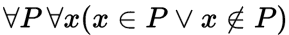 ∀P ∀x(x ∈ P ∨ x ∉ P)